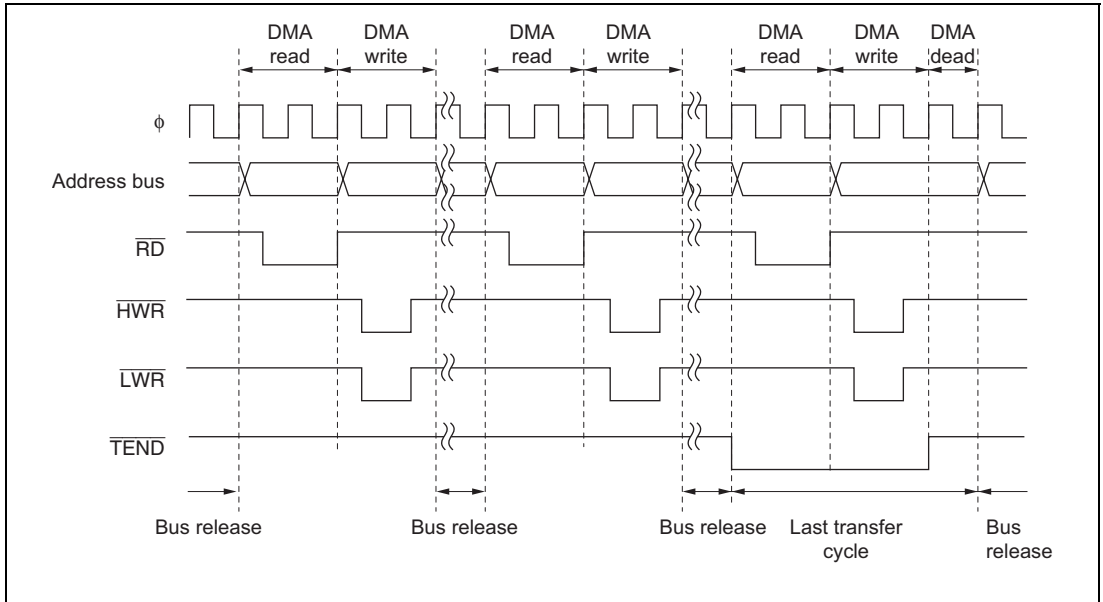 DMA read
DMA write
DMA read
DMA write
DMA read
DMA write
DMA dead
ϕ
Address bus
RD
HWR
LWR
TEND
Bus release
Bus release
Bus release
Last transfer cycle
Bus release